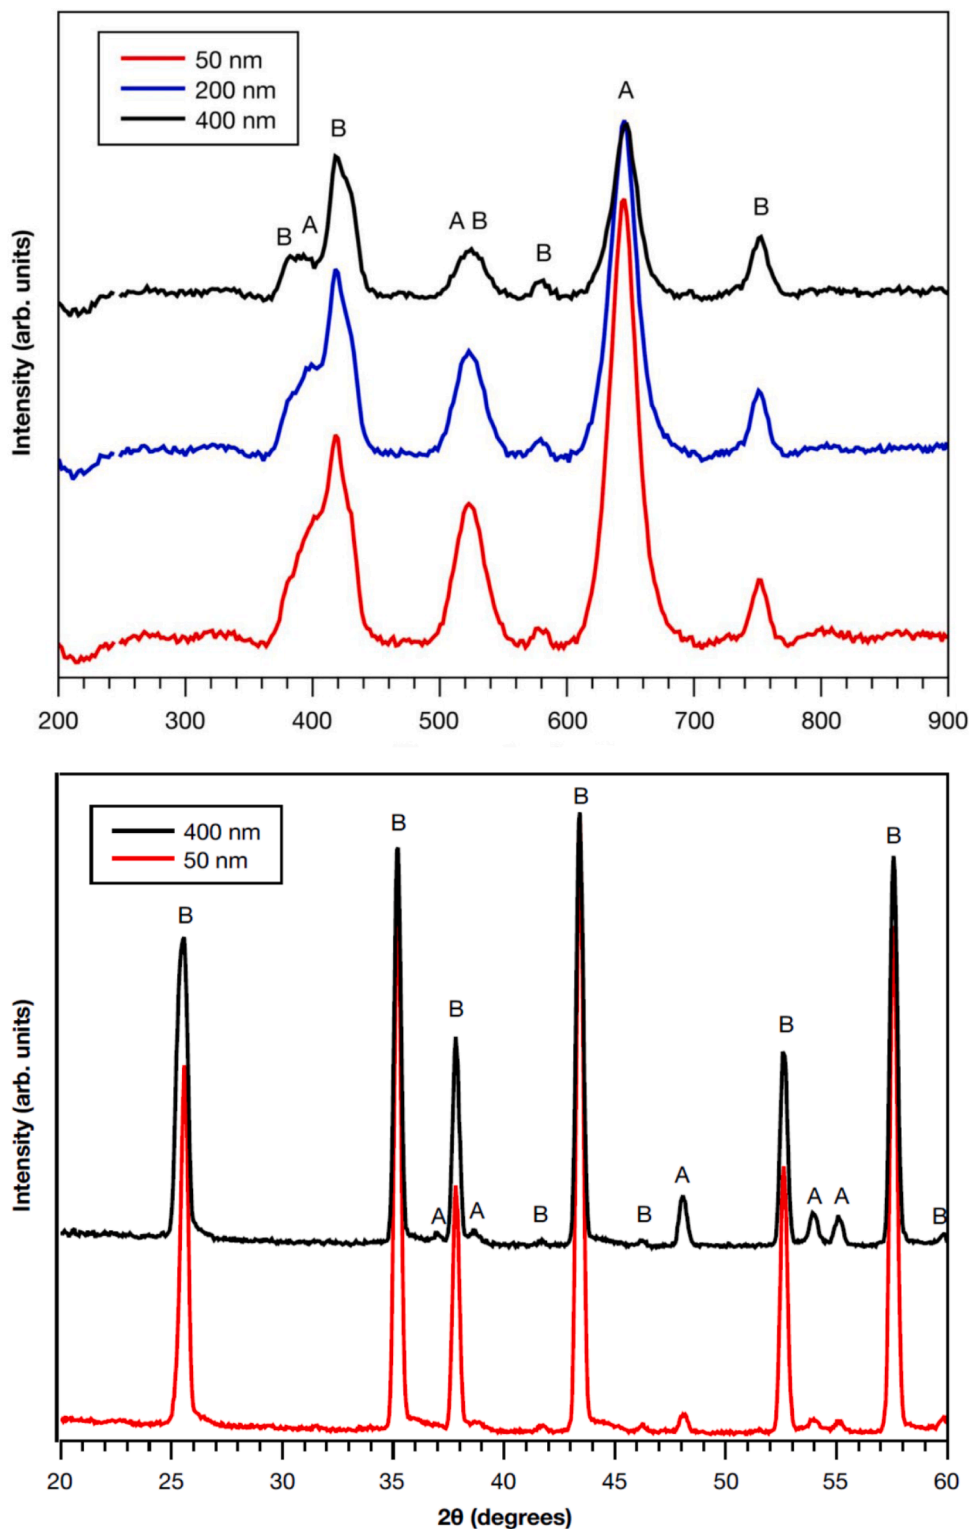 50 nm
200 nm
400 nm
A
B
B
A
A B
B
B
Intensity (arb. units)
200 300 400 500 600 700 800 900
400 nm
50 nm
B
B
B
B
B
B
A
A
B
B
A
A
A
B
Intensity (arb. units)
20 25 30 35 40 45 50 55 60
2θ (degrees)